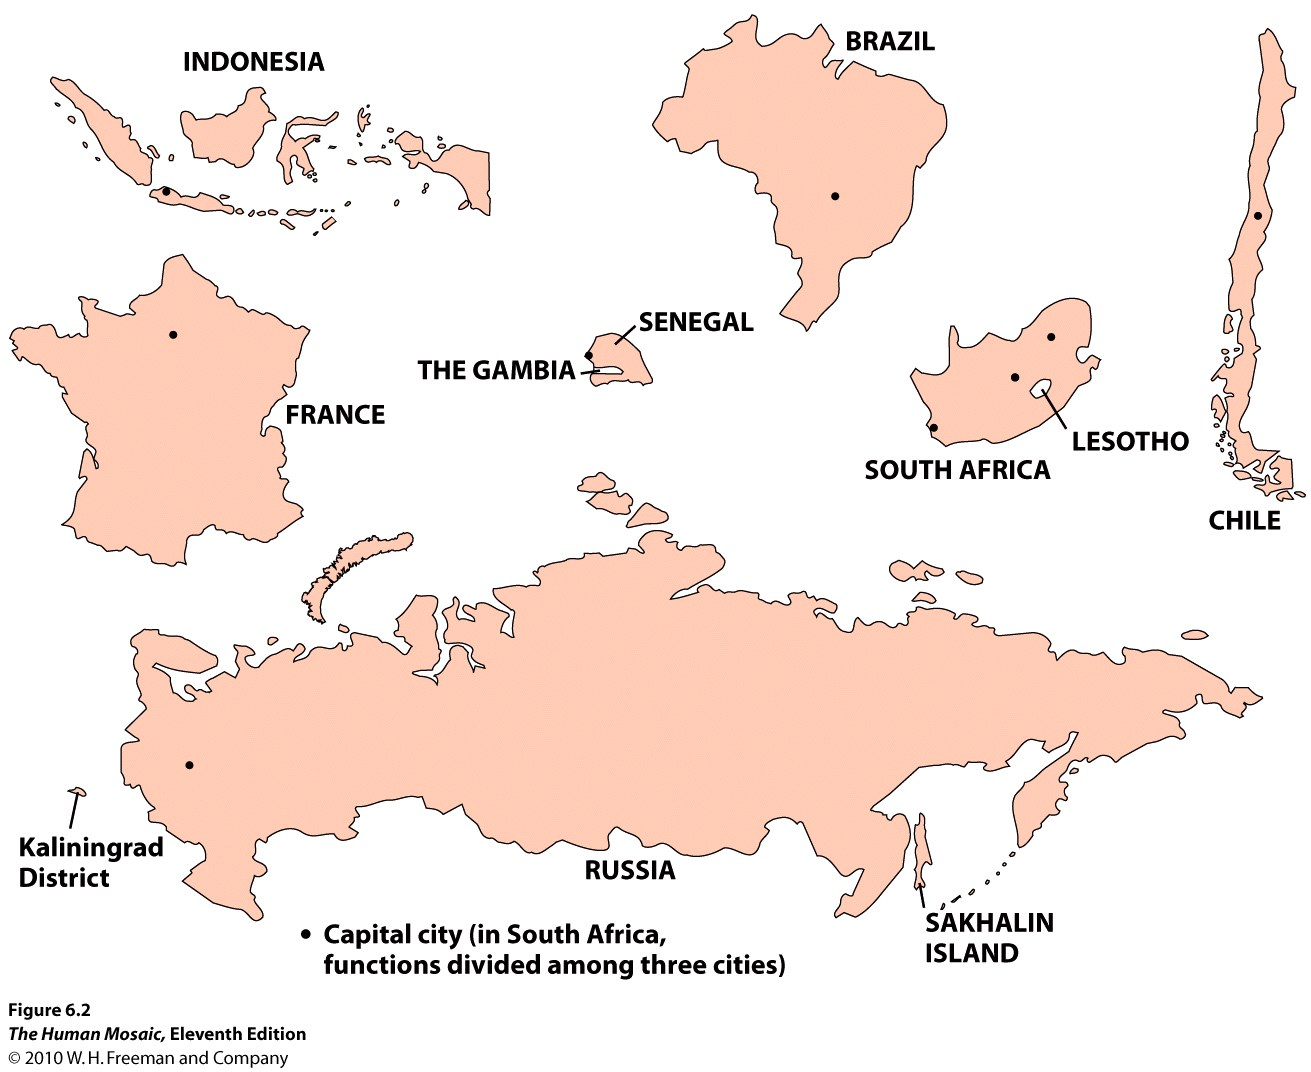 INDONESIA
BRAZIL
SENEGAL
THE GAMBIA
FRANCE
LESOTHO
SOUTH AFRICA
CHILE
Kaliningrad
District
RUSSIA
SAKHALIN
ISLAND
• Capital city (in South Africa,
functions divided among three cities)
Figure 6.2
The Human Mosaic, Eleventh Edition
© 2010 W. H. Freeman and Company